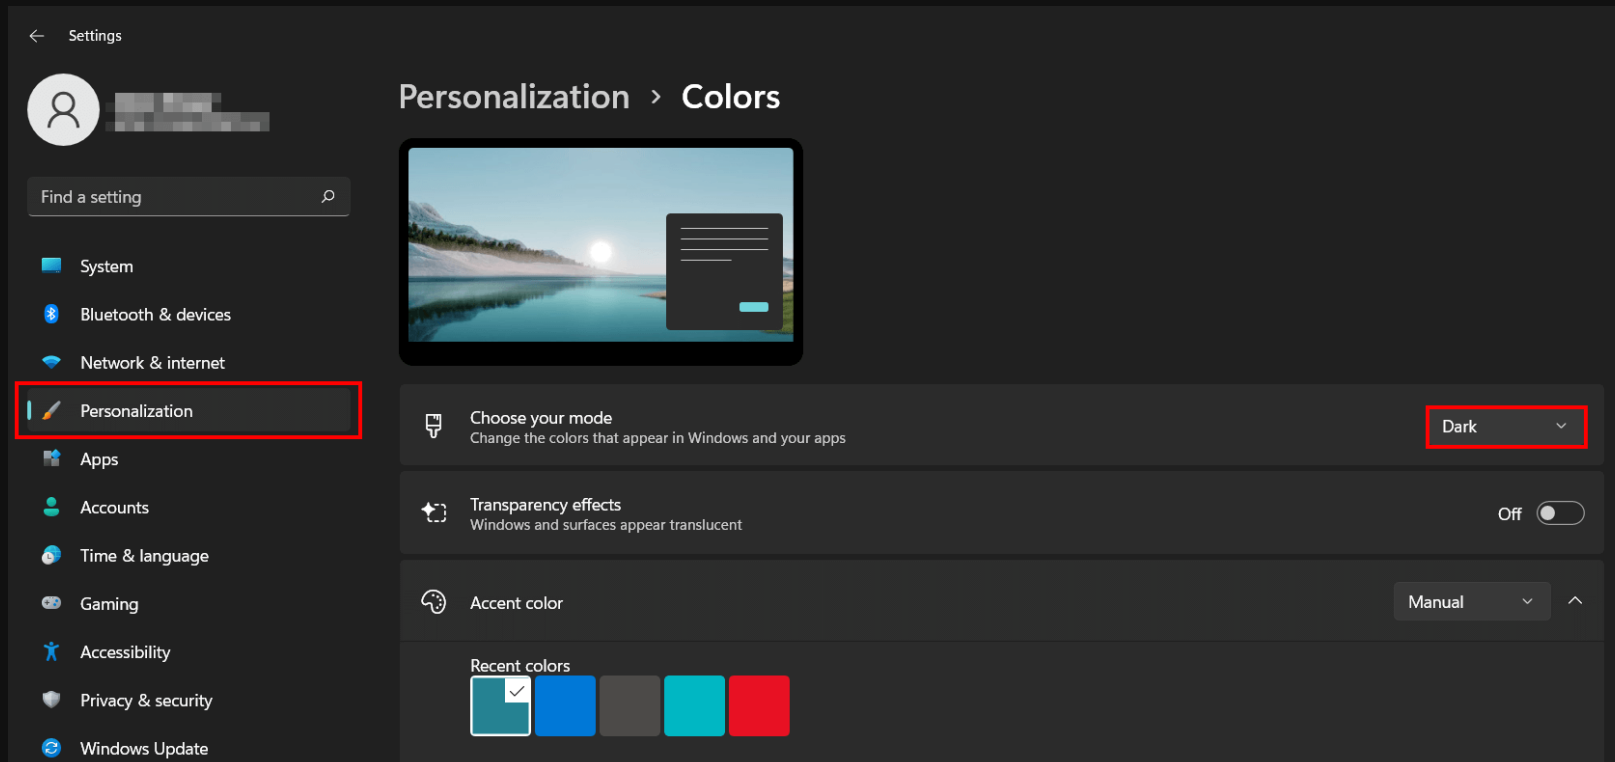 Settings
Find a setting
System
Bluetooth & devices
Network & internet
Personalization
Apps
Accounts
Time & language
Gaming
Accessibility
Privacy & security
Windows Update
Personalization > Colors
Choose your mode
Change the colors that appear in Windows and your apps
Dark
Transparency effects
Windows and surfaces appear translucent
Off
Accent color
Manual
Recent colors